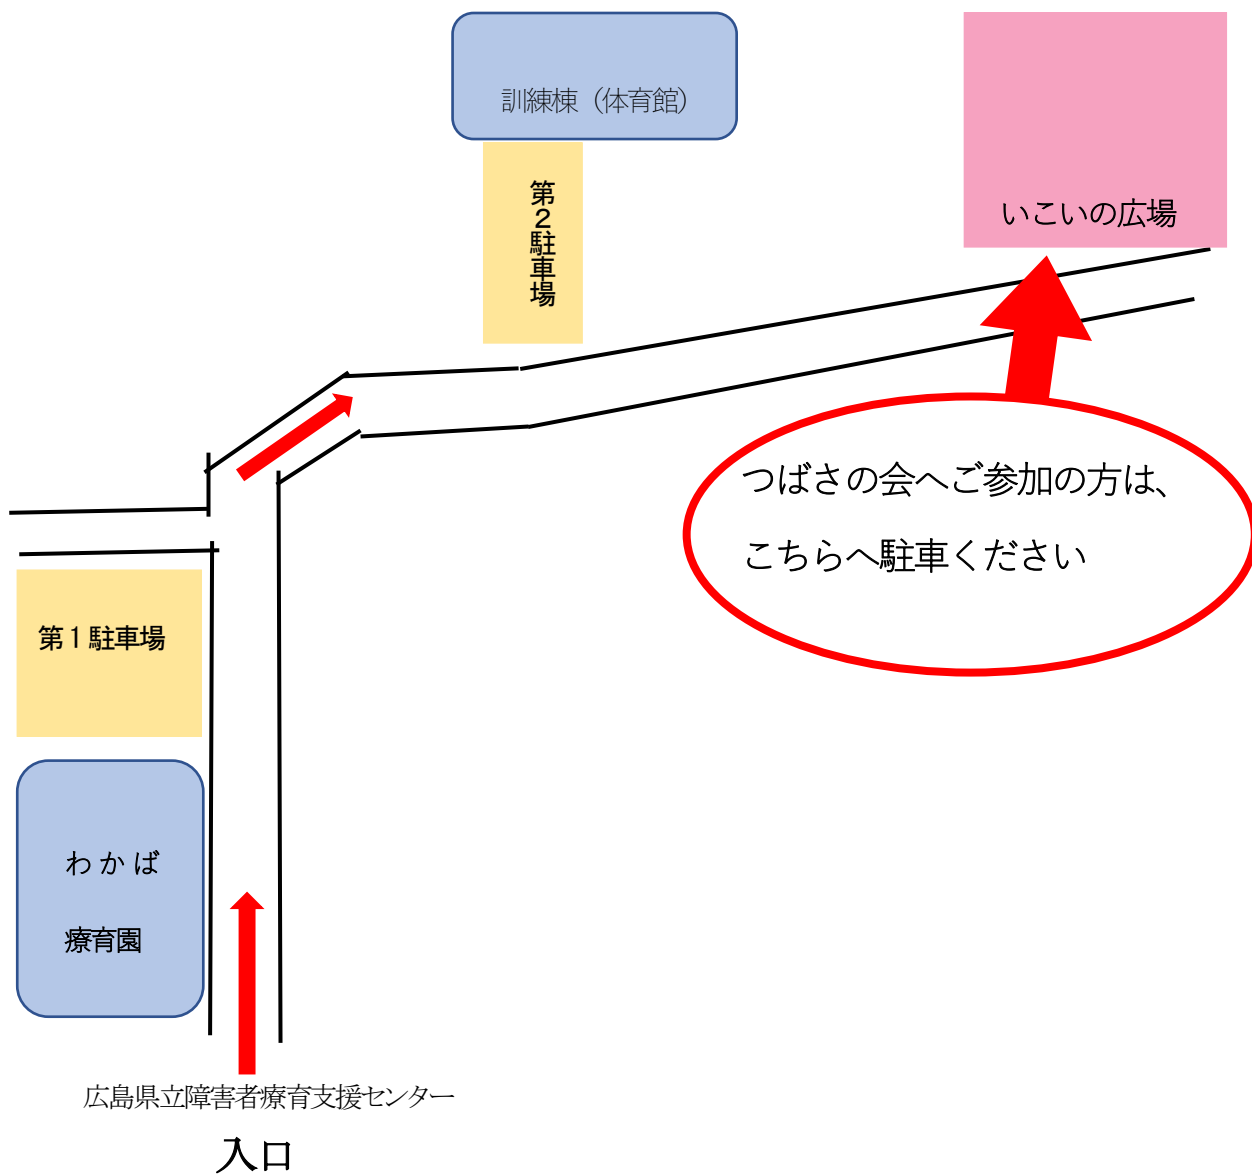 訓練棟（体育館）
第２駐車場
いこいの広場
つばさの会へご参加の方は、
こちらへ駐車ください
第１駐車場
わかば
療育園
広島県立障害者療育支援センター
入口